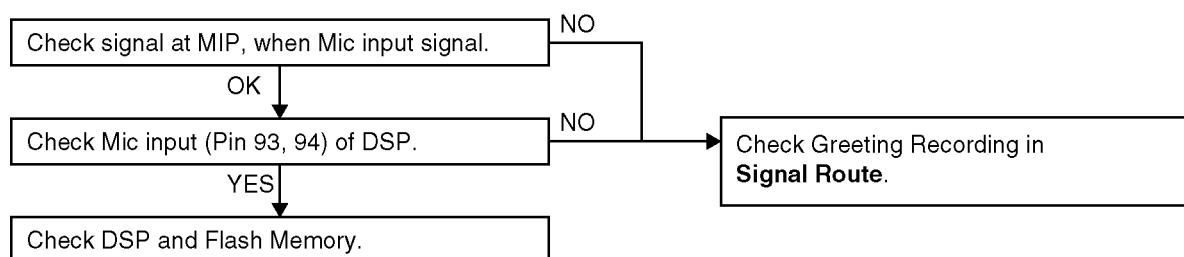 Check signal at MIP, when Mic input signal.
NO
OK
Check Mic input (Pin 93, 94) of DSP.
NO
Check Greeting Recording in
Signal Route.
YES
Check DSP and Flash Memory.